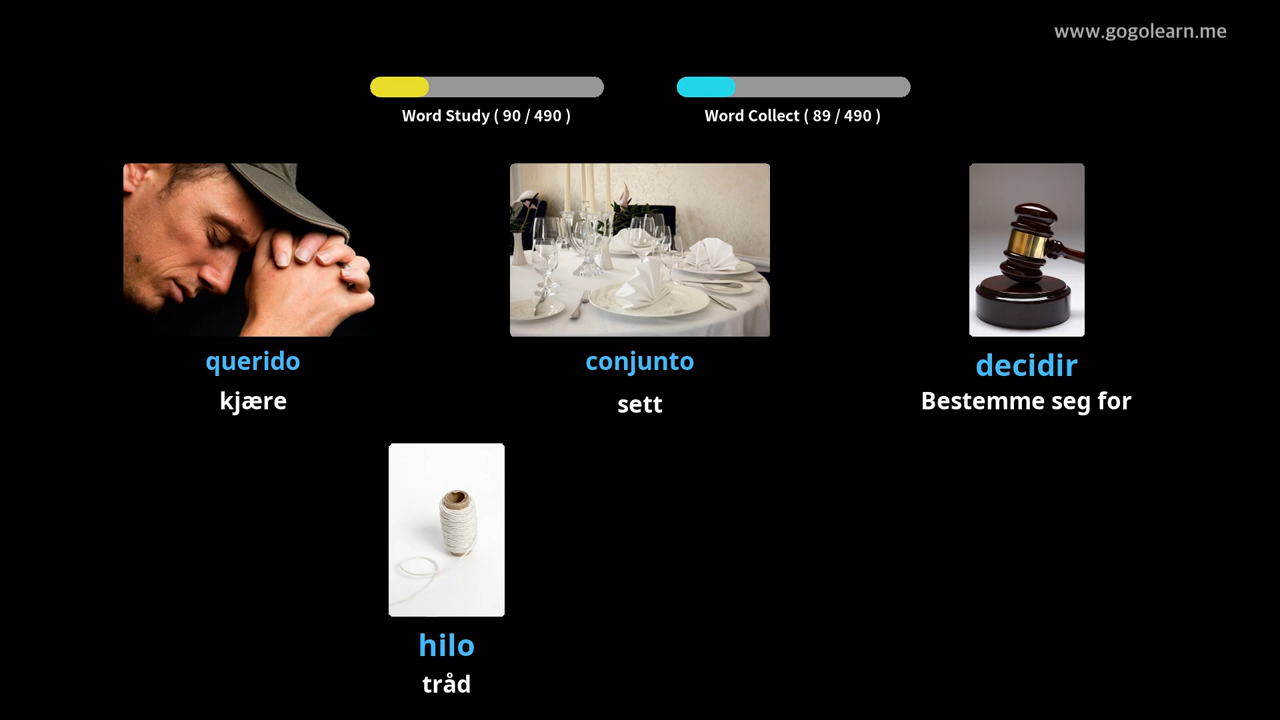 www.gogolearn.me
Word Study ( 90 / 490 )
Word Collect ( 89 / 490 )
querido
kjære
conjunto
sett
decidir
Bestemme seg for
hilo
tråd